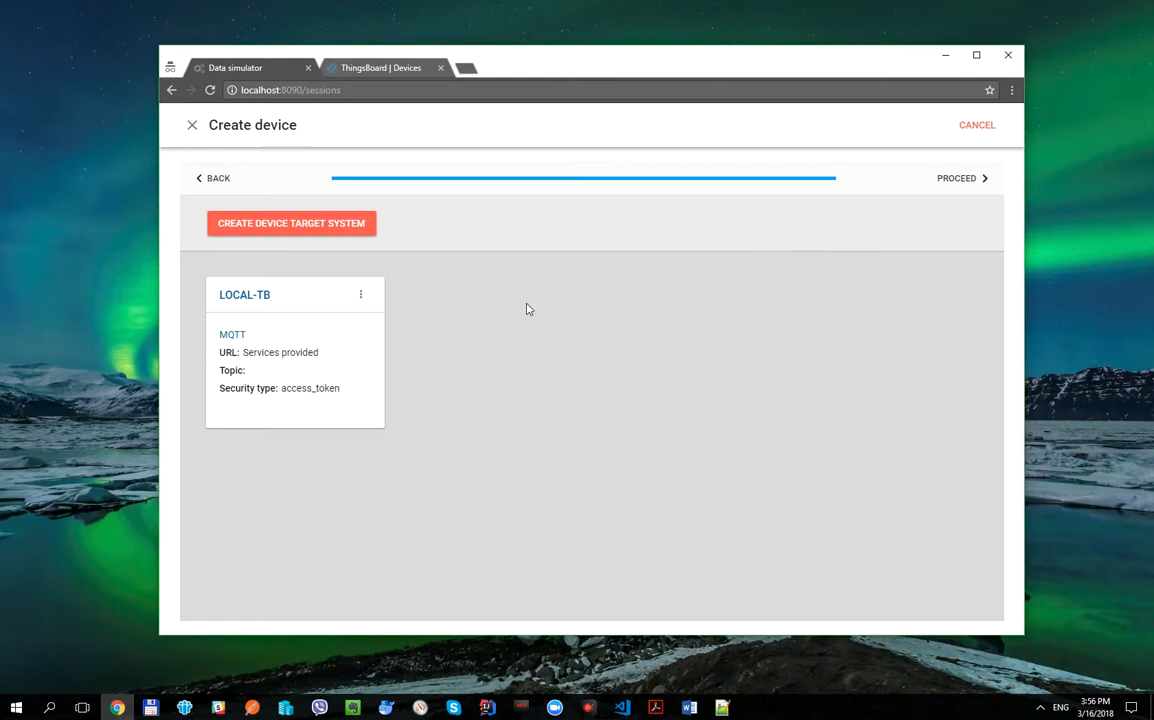 Data simulator
ThingsBoard | Devices
localhost:8090/sessions
Create device
CANCEL
BACK
PROCEED
CREATE DEVICE TARGET SYSTEM
LOCAL-TB
MQTT
URL: Services provided
Topic:
Security type: access_token
ENG
3:56 PM
3/16/2018